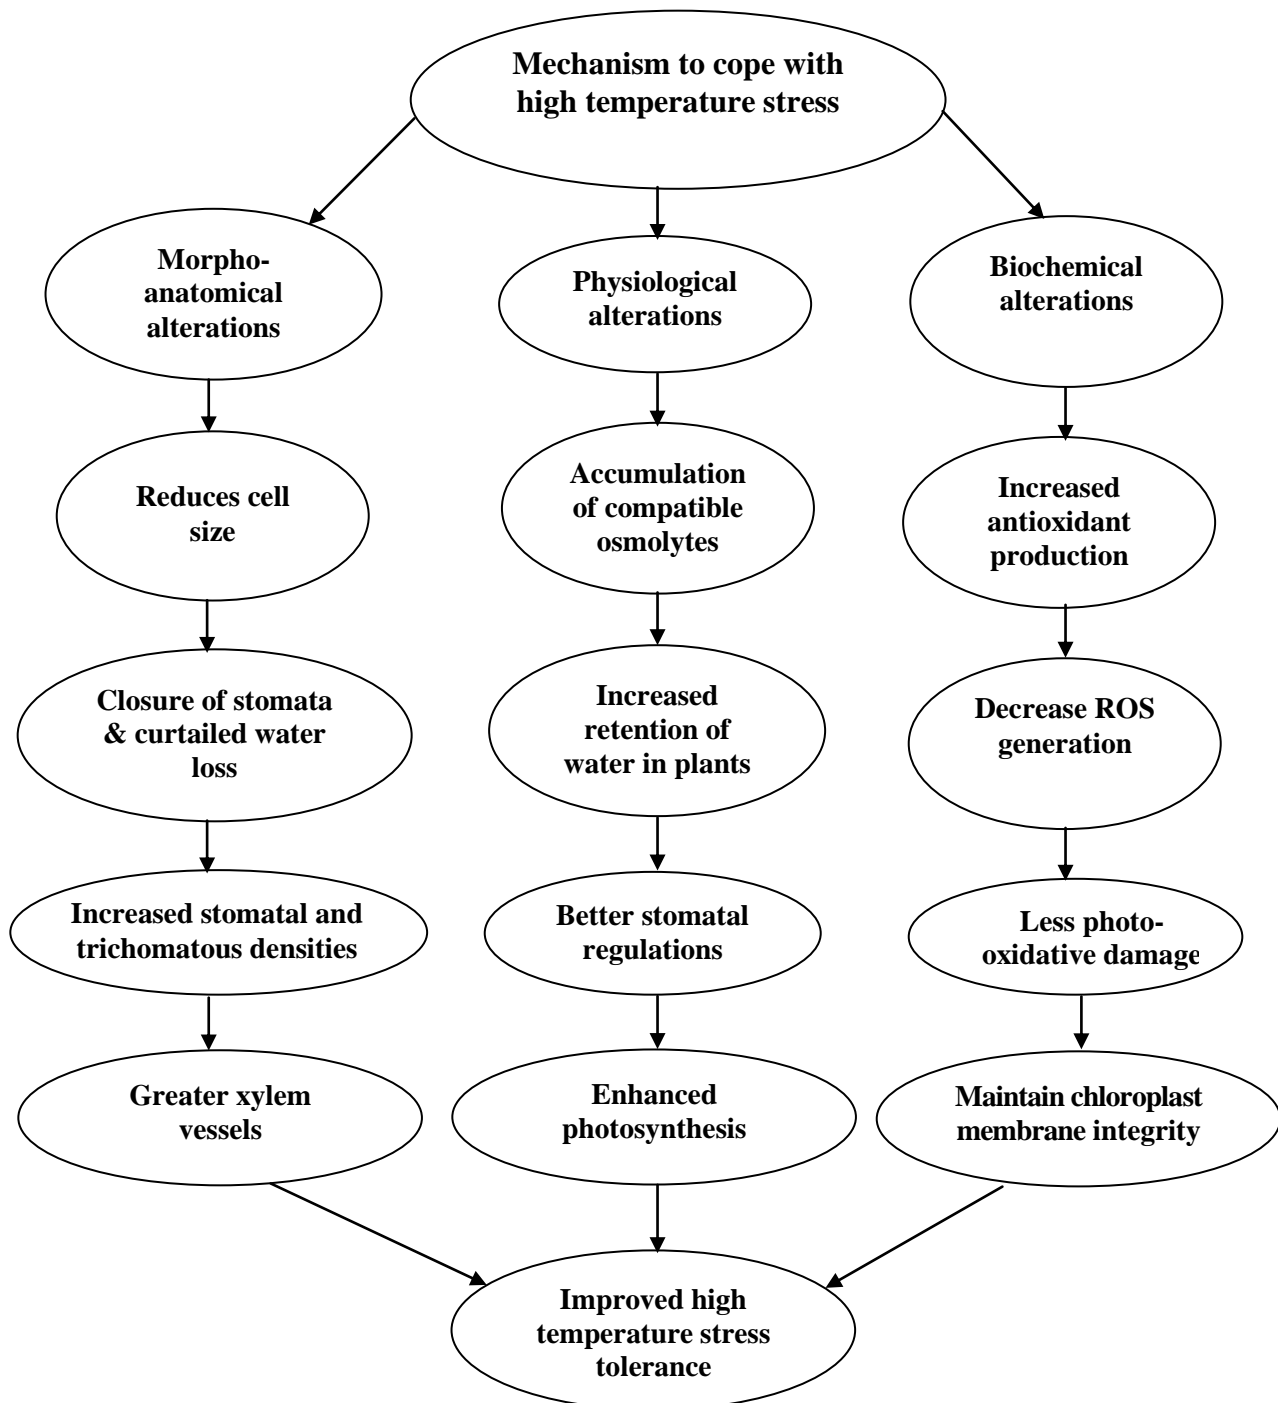 Mechanism to cope with
high temperature stress
Morpho-
anatomical
alterations
Physiological
alterations
Biochemical
alterations
Reduces cell
size
Accumulation
of compatible
osmolytes
Increased
antioxidant
production
Closure of stomata
& curtailed water
loss
Increased
retention of
water in plants
Decrease ROS
generation
Increased stomatal and
trichomatous densities
Better stomatal
regulations
Less photo-
oxidative damage
Greater xylem
vessels
Enhanced
photosynthesis
Maintain chloroplast
membrane integrity
Improved high
temperature stress
tolerance